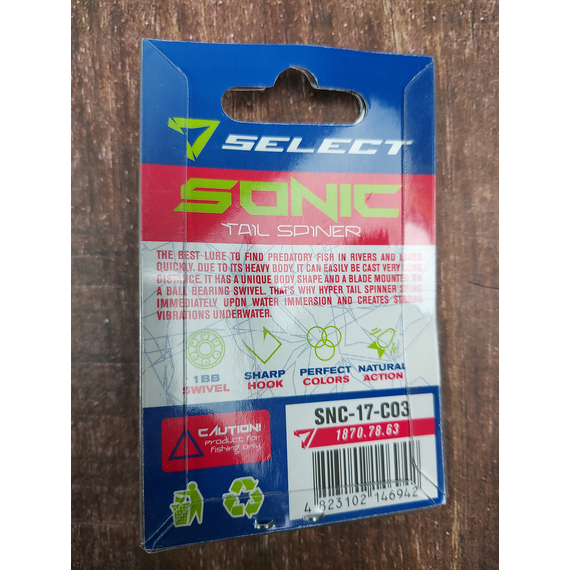 SELECT
SONIC
TAIL SPINER
THE BEST LURE TO FIND PREDATORY FISH IN RIVERS AND LAKES
QUICKLY. DUE TO ITS HEAVY BODY, IT CAN EASILY BE CAST VERY LONG
DISTANCE. IT HAS A UNIQUE BODY SHAPE AND A BLADE MOUNTED ON
A BALL BEARING SWIVEL. THAT'S WHY HYPER TAIL SPINNER SPINS
IMMEDIATELY UPON WATER IMMERSION AND CREATES STRONG
VIBRATIONS UNDERWATER.
1BB
SWIVEL
SHARP
HOOK
PERFECT
COLORS
NATURAL
ACTION
CAUTION!
product for
fishing only
SNC-17-C03
1870.78.63
4 823102 146942